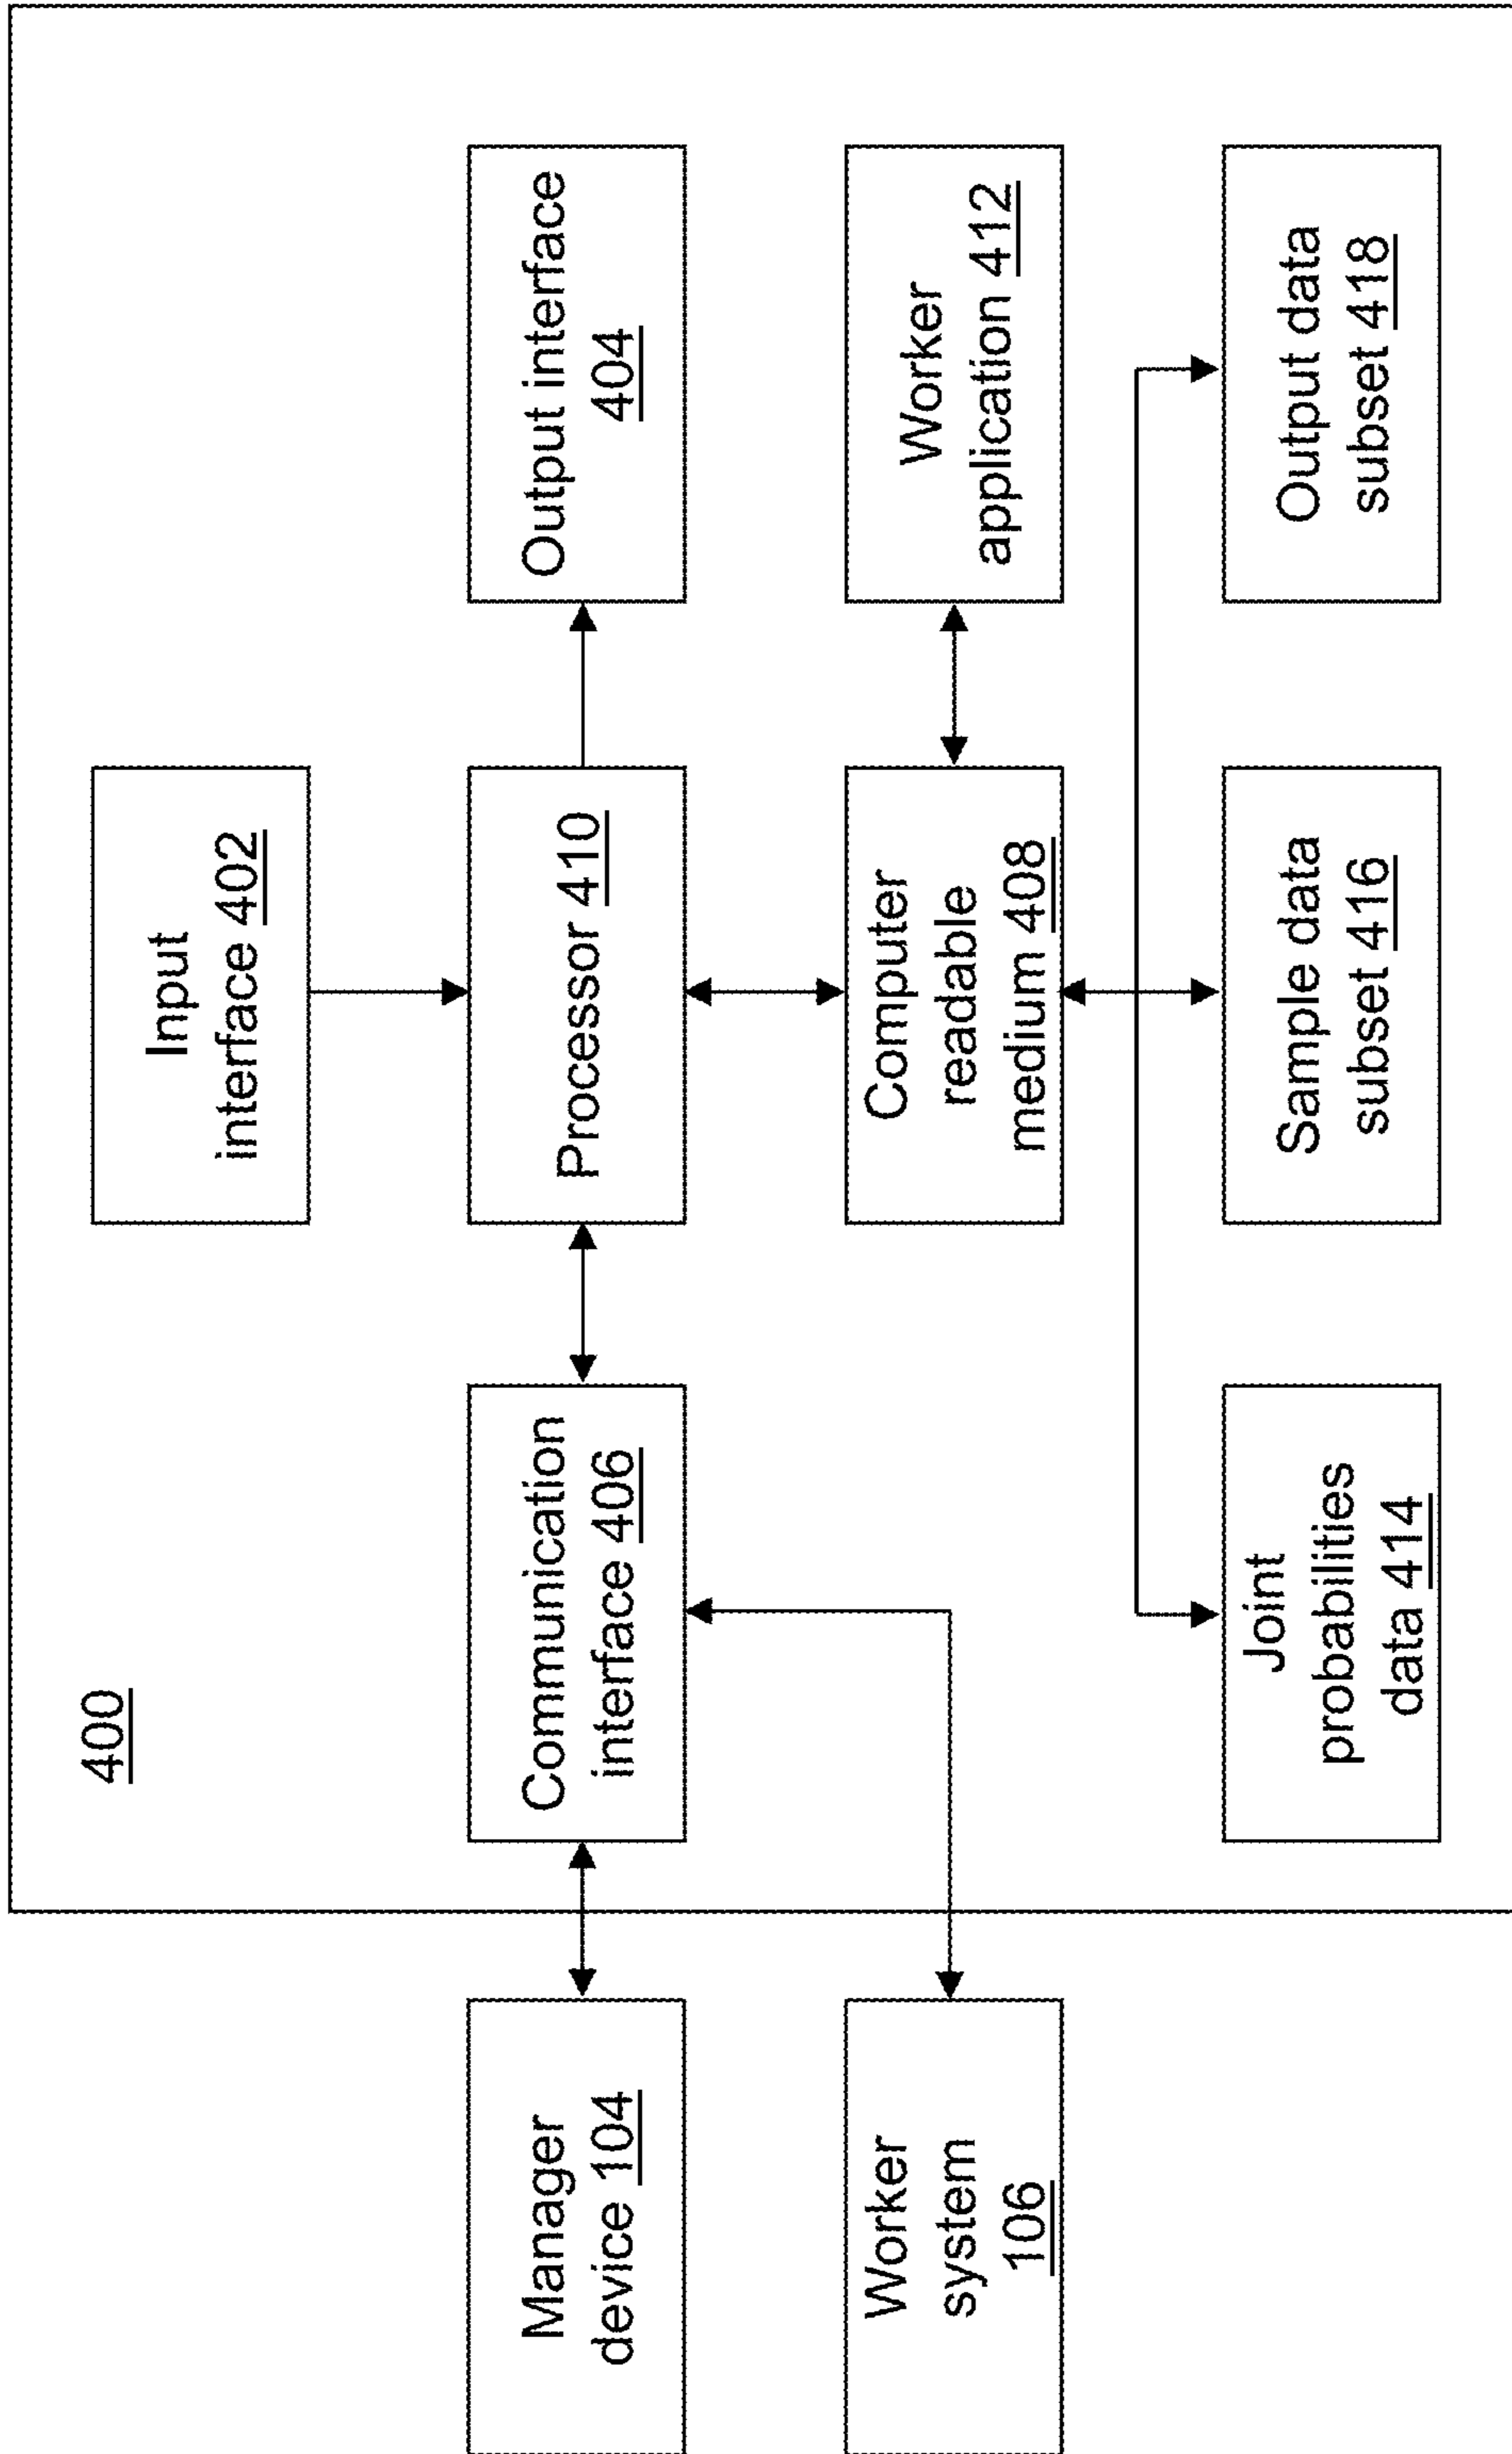 400
Input
interface 402
Communication
interface 406
Processor 410
Output interface
404
Manager
device 104
Worker
system
106
Computer
readable
medium 408
Worker
application 412
Joint
probabilities
data 414
Sample data
subset 416
Output data
subset 418